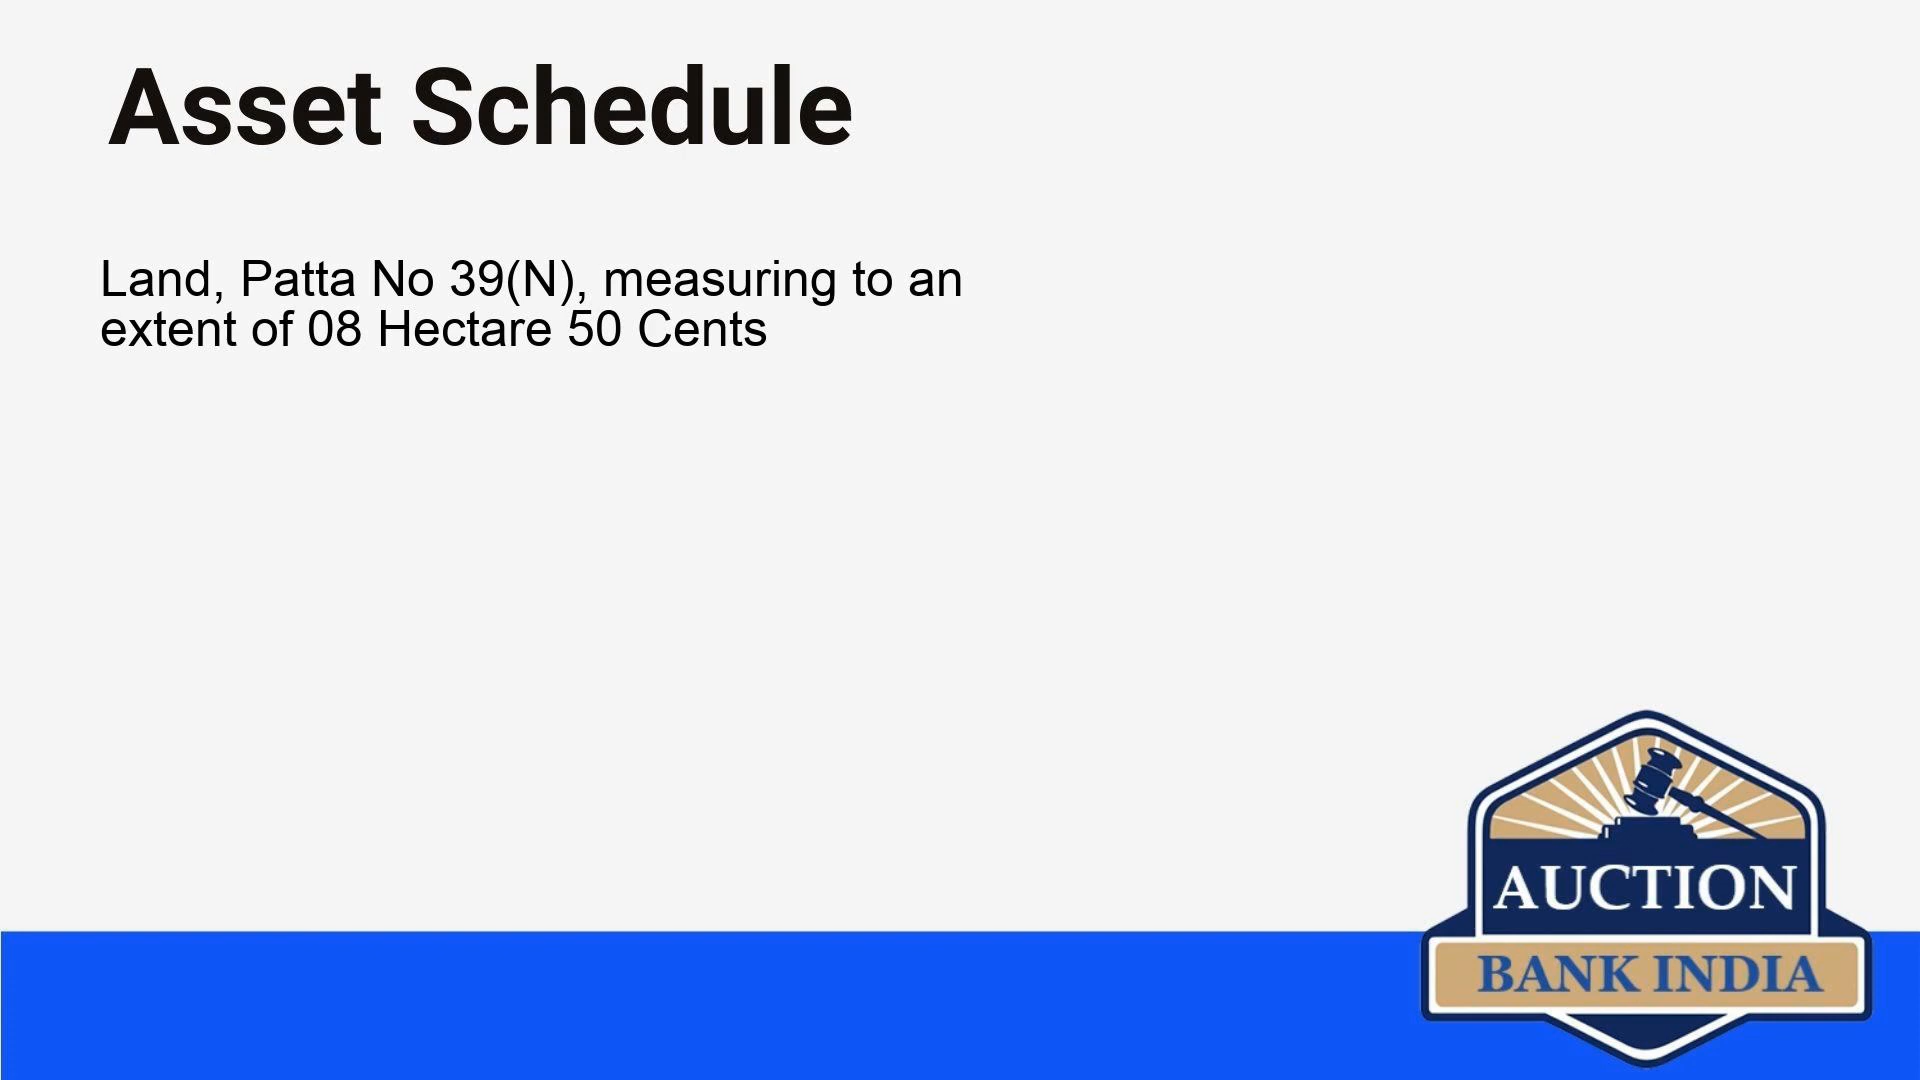 Asset Schedule
Land, Patta No 39(N), measuring to an
extent of 08 Hectare 50 Cents
AUCTION
BANK INDIA